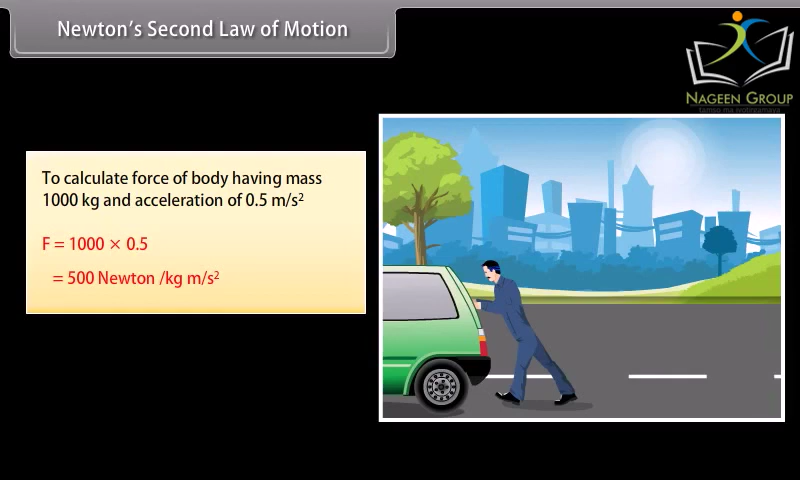 Newton's Second Law of Motion
NAGEEN GROUP
To calculate force of body having mass
1000 kg and acceleration of 0.5 m/s²
F = 1000 × 0.5
= 500 Newton /kg m/s²